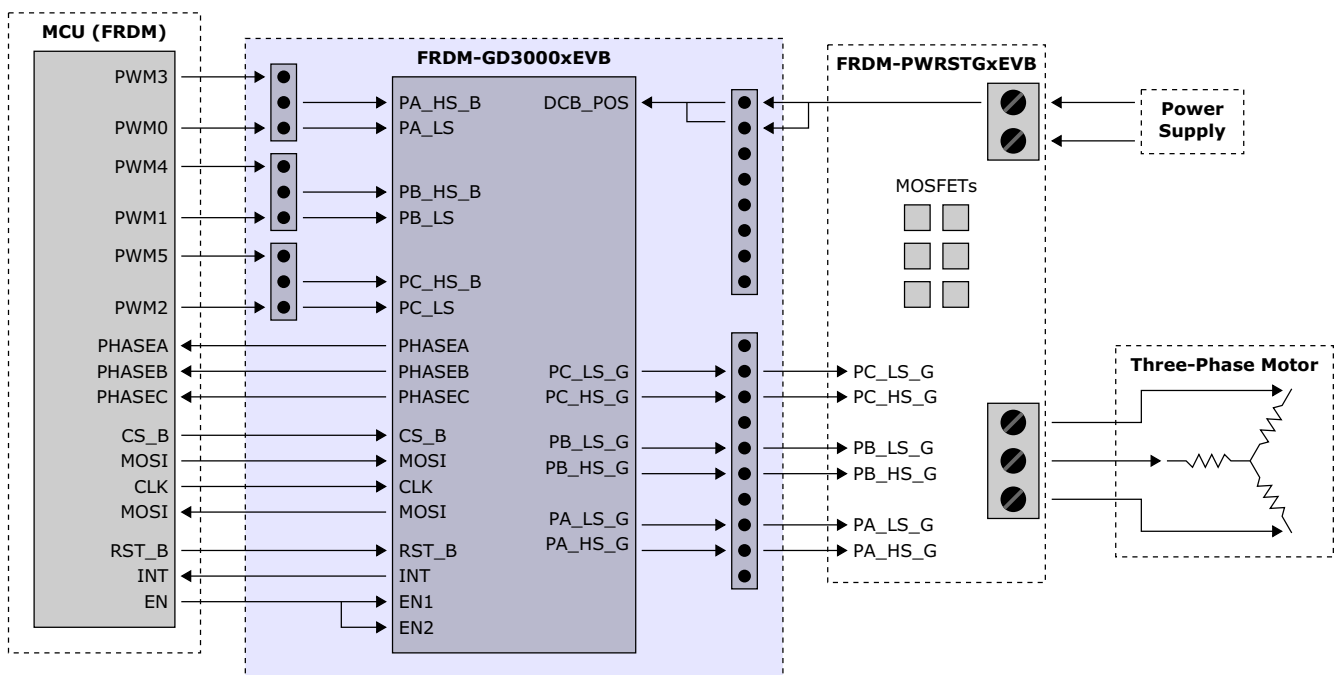 MCU (FRDM)
PWM3
PWM0
PWM4
PWM1
PWM5
PWM2
PHASEA
PHASEB
PHASEC
CS_B
MOSI
CLK
MOSI
RST_B
INT
EN
FRDM-GD3000xEVB
PA_HS_B
PA_LS
PB_HS_B
PB_LS
PC_HS_B
PC_LS
PHASEA
PHASEB
PHASEC
CS_B
MOSI
CLK
MOSI
RST_B
INT
EN1
EN2
DCB_POS
PC_LS_G
PC_HS_G
PB_LS_G
PB_HS_G
PA_LS_G
PA_HS_G
FRDM-PWRSTGxEVB
MOSFETs
PC_LS_G
PC_HS_G
PB_LS_G
PB_HS_G
PA_LS_G
PA_HS_G
Power
Supply
Three-Phase Motor